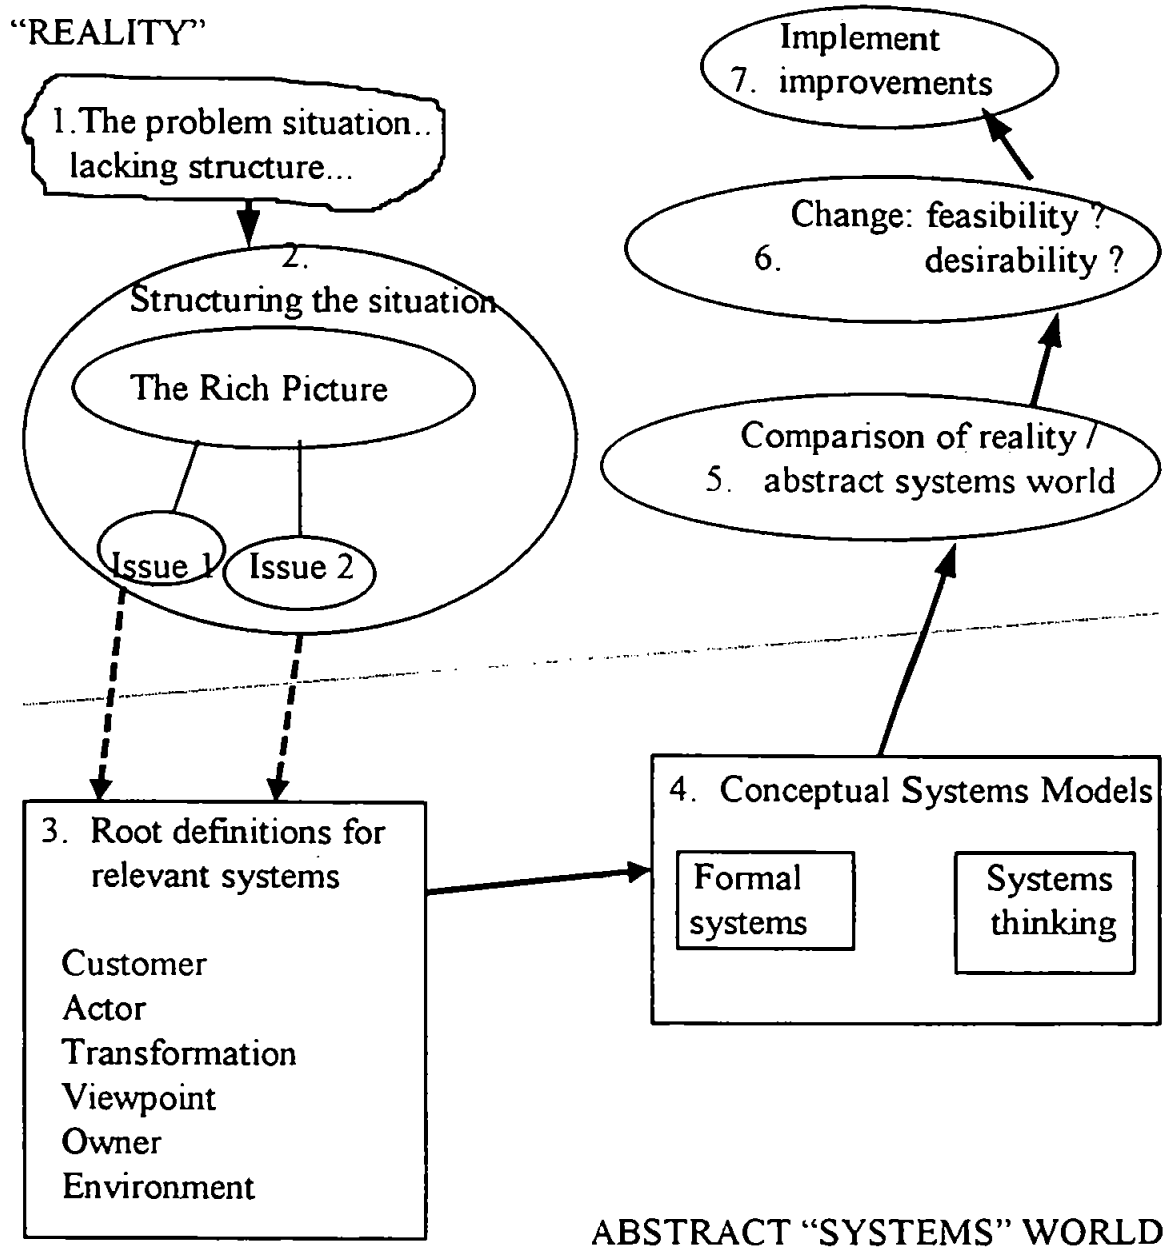 “REALITY”
1.The problem situation..
lacking structure...
2.
Structuring the situation
The Rich Picture
Issue 1
Issue 2
3. Root definitions for
relevant systems
Customer
Actor
Transformation
Viewpoint
Owner
Environment
4. Conceptual Systems Models
Formal
systems
Systems
thinking
Comparison of reality /
5. abstract systems world
Change: feasibility ?
6. desirability ?
Implement
7. improvements
ABSTRACT “SYSTEMS” WORLD